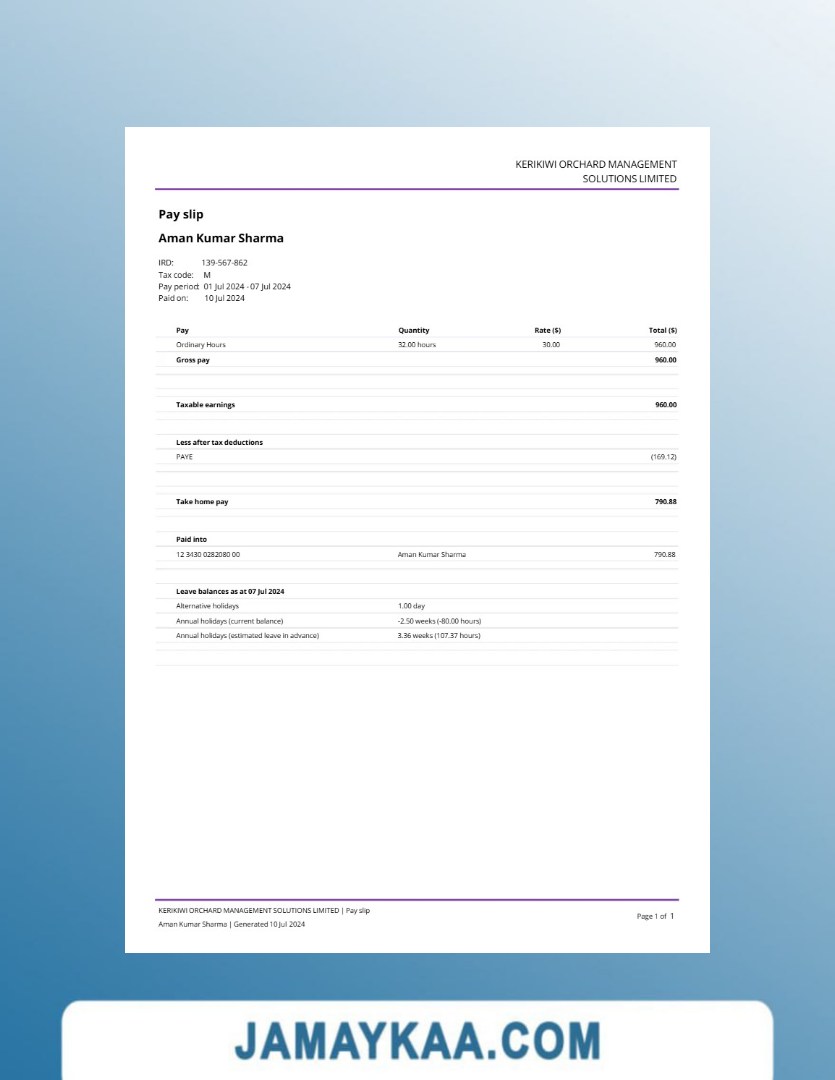 KERIKIWI ORCHARD MANAGEMENT
SOLUTIONS LIMITED
Pay slip
Aman Kumar Sharma
IRD: 139-567-862
Tax code: M
Pay period: 01 Jul 2024 - 07 Jul 2024
Paid on: 10 Jul 2024
Pay Quantity Rate ($) Total ($)
Ordinary Hours 32.00 hours 30.00 960.00
Gross pay 960.00
Taxable earnings 960.00
Less after tax deductions
PAYE (169.12)
Take home pay 790.88
Paid into
12 3430 0282080 00 Aman Kumar Sharma 790.88
Leave balances as at 07 Jul 2024
Alternative holidays 1.00 day
Annual holidays (current balance) -2.50 weeks (-80.00 hours)
Annual holidays (estimated leave in advance) 3.36 weeks (107.37 hours)
KERIKIWI ORCHARD MANAGEMENT SOLUTIONS LIMITED | Pay slip
Aman Kumar Sharma | Generated 10 Jul 2024
Page 1 of 1
JAMAYKAA.COM